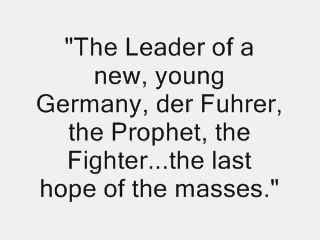 "The Leader of a
new, young
Germany, der Fuhrer,
the Prophet, the
Fighter...the last
hope of the masses."